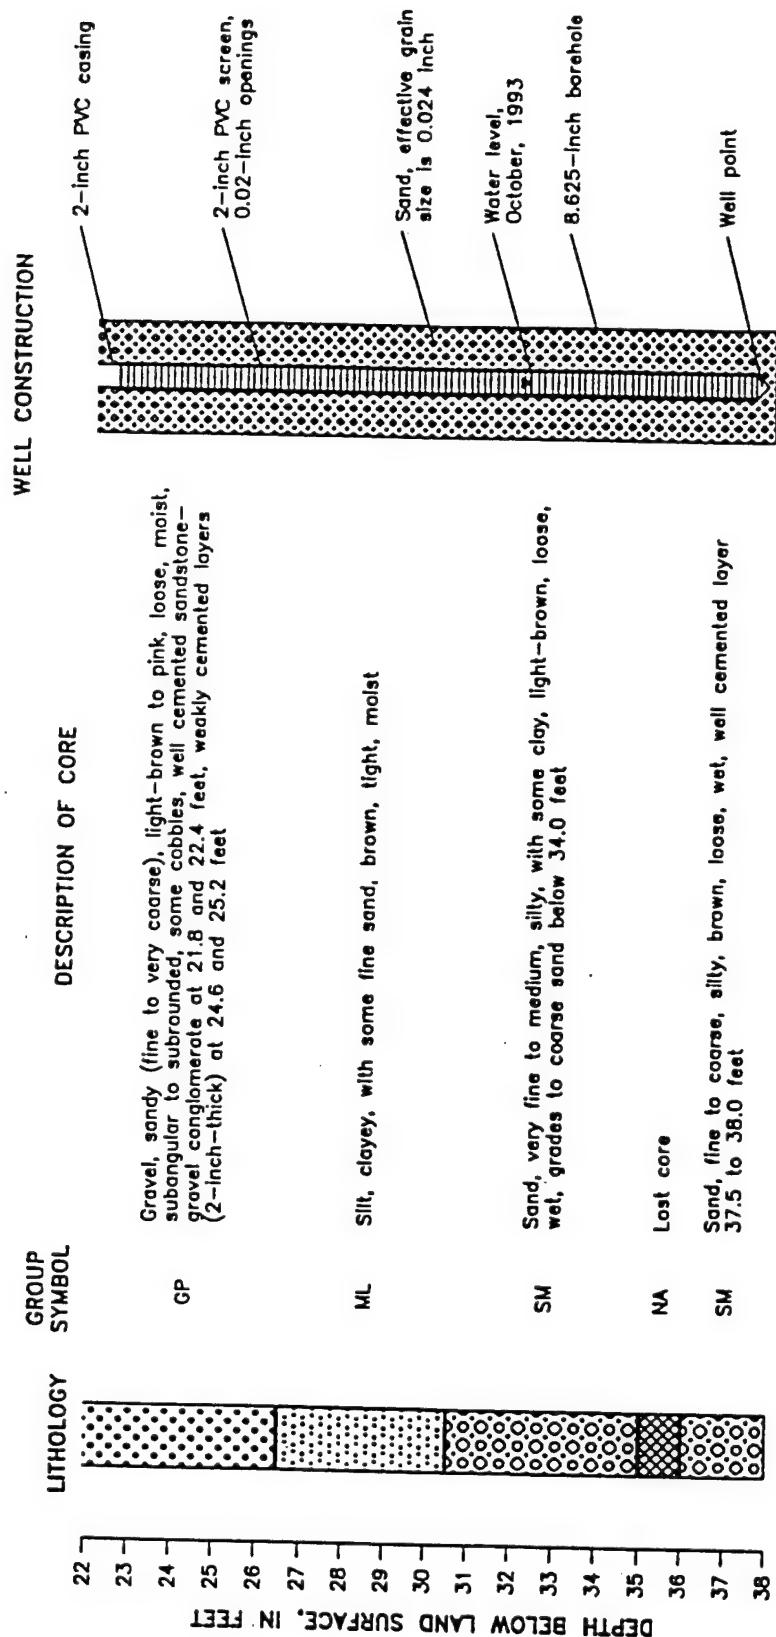 LITHOLOGY
GROUP
SYMBOL
DESCRIPTION OF CORE
WELL CONSTRUCTION
DEPTH BELOW LAND SURFACE, IN FEET
22
23
24
25
26
27
28
29
30
31
32
33
34
35
36
37
38
GP
Gravel, sandy (fine to very coarse), light-brown to pink, loose, moist,
subangular to subrounded, some cobbles, well cemented sandstone-
gravel conglomerate at 21.8 and 22.4 feet, weakly cemented layers
(2-inch-thick) at 24.6 and 25.2 feet
ML
Silt, clayey, with some fine sand, brown, tight, moist
SM
Sand, very fine to medium, silty, with some clay, light-brown, loose,
wet, grades to coarse sand below 34.0 feet
NA
Lost core
SM
Sand, fine to coarse, silty, brown, loose, wet, well cemented layer
37.5 to 38.0 feet
2-inch PVC casing
2-inch PVC screen,
0.02-inch openings
Sand, effective grain
size is 0.024 inch
Water level,
October, 1993
8.625-inch borehole
Well point